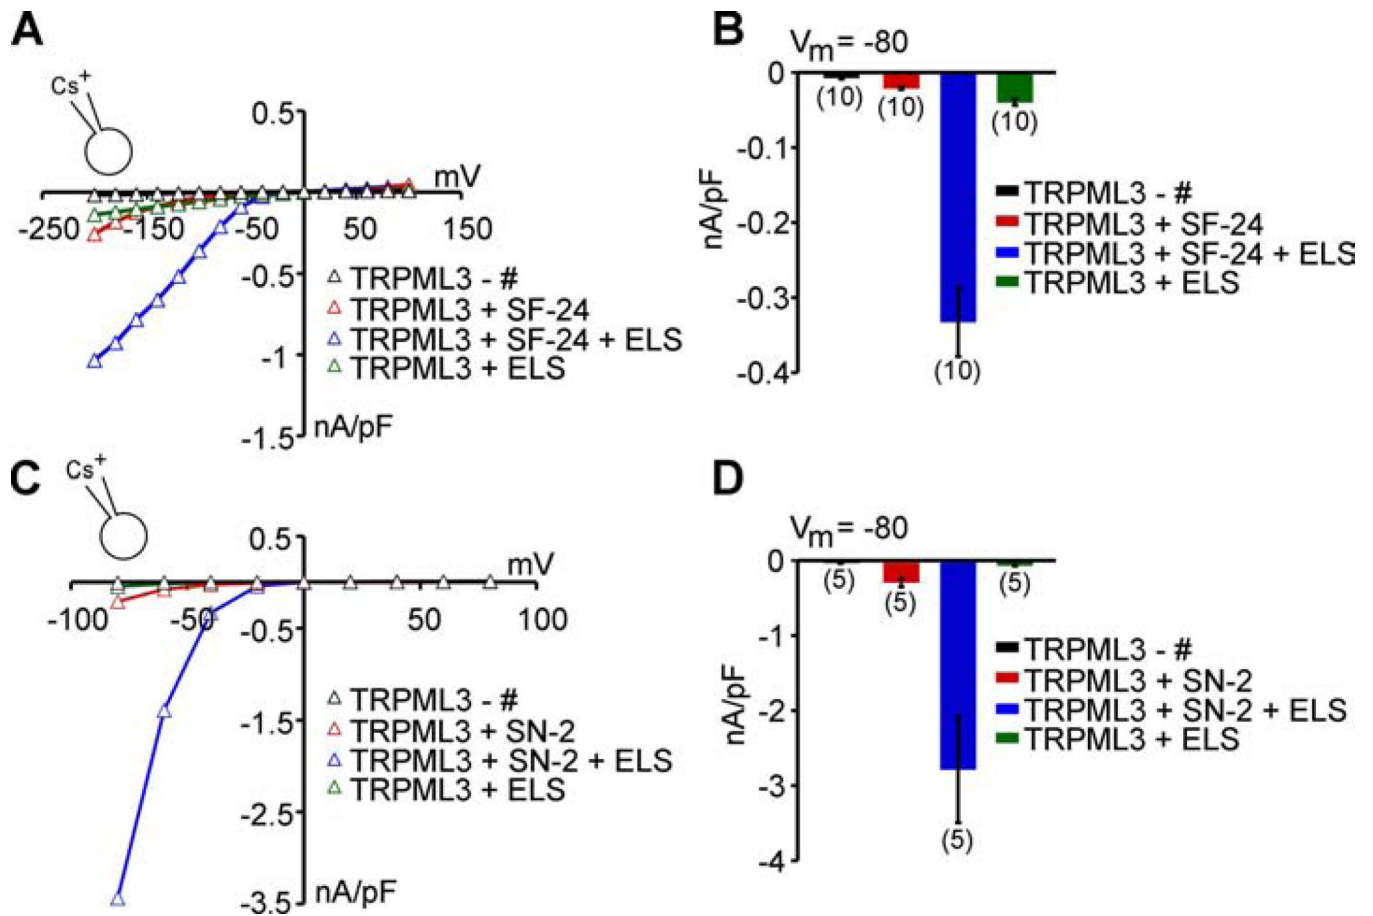 A
Cs+
0.5
mV
-250
-150
-50
50
150
-0.5
-1
-1.5
nA/pF
TRPML3 - #
TRPML3 + SF-24
TRPML3 + SF-24 + ELS
TRPML3 + ELS
B
Vm = -80
0
-0.1
-0.2
-0.3
-0.4
nA/pF
(10)
(10)
(10)
(10)
TRPML3 - #
TRPML3 + SF-24
TRPML3 + SF-24 + ELS
TRPML3 + ELS
C
Cs+
0.5
mV
-100
-50
50
100
-0.5
-1.5
-2.5
-3.5
nA/pF
TRPML3 - #
TRPML3 + SN-2
TRPML3 + SN-2 + ELS
TRPML3 + ELS
D
Vm = -80
0
-1
-2
-3
-4
nA/pF
(5)
(5)
(5)
(5)
TRPML3 - #
TRPML3 + SN-2
TRPML3 + SN-2 + ELS
TRPML3 + ELS